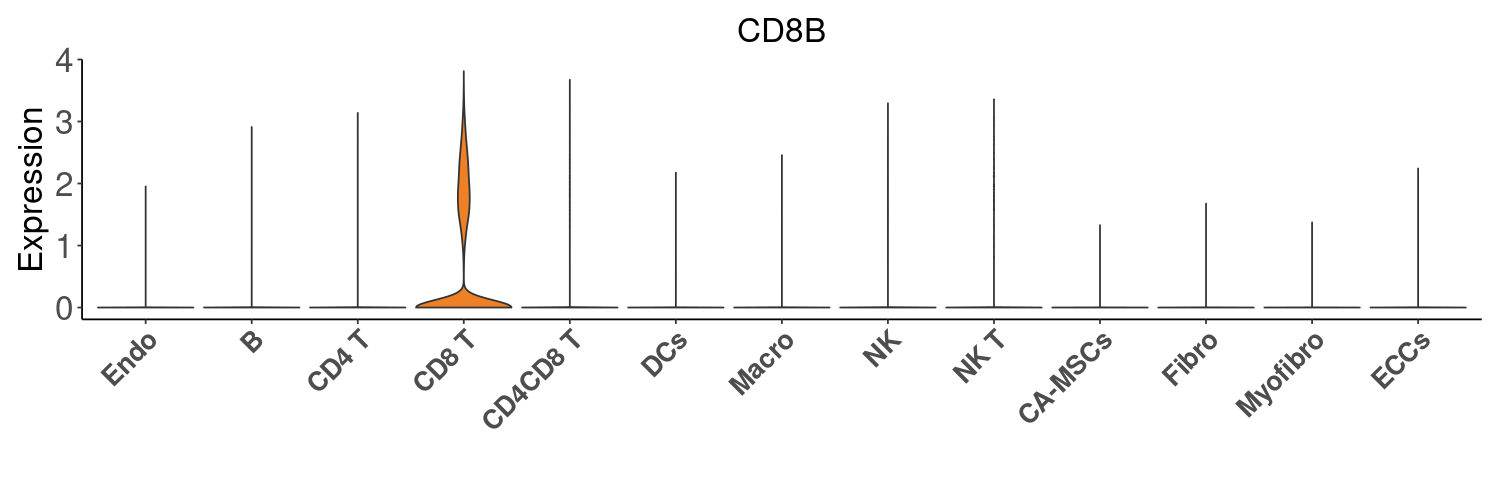 CD8B
Expression
4
3
2
1
0
Endo
B
CD4 T
CD8 T
CD4CD8 T
DCs
Macro
NK
NK T
CA-MSCs
Fibro
Myofibro
ECCs